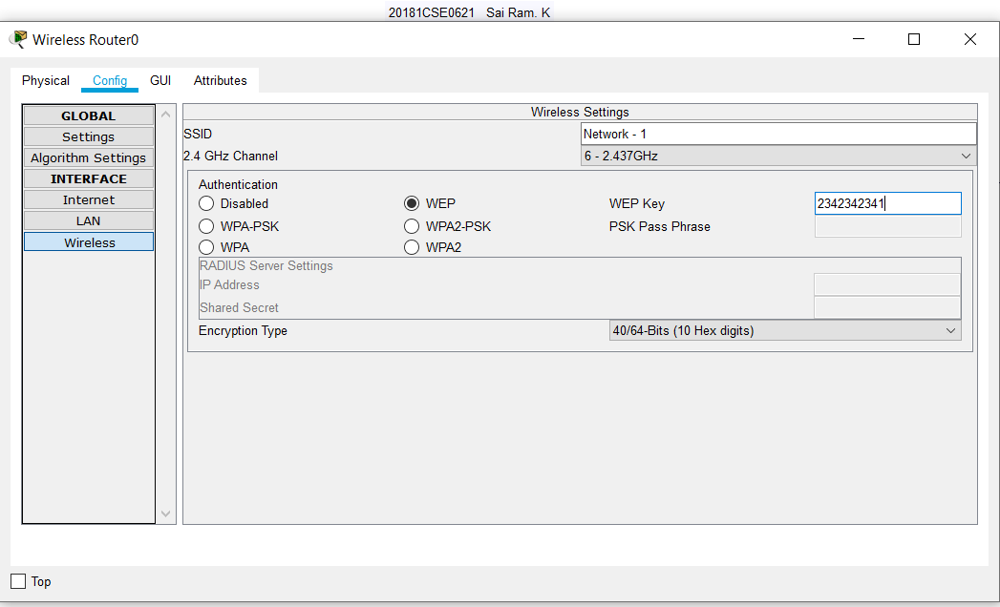 20181CSE0621 Sai Ram. K
Wireless Router0
Physical Config GUI Attributes
GLOBAL
Settings
Algorithm Settings
INTERFACE
Internet
LAN
Wireless
Wireless Settings
SSID Network - 1
2.4 GHz Channel 6 - 2.437GHz
Authentication
Disabled WEP WEP Key 2342342341
WPA-PSK WPA2-PSK PSK Pass Phrase
WPA WPA2
RADIUS Server Settings
IP Address
Shared Secret
Encryption Type 40/64-Bits (10 Hex digits)
Top